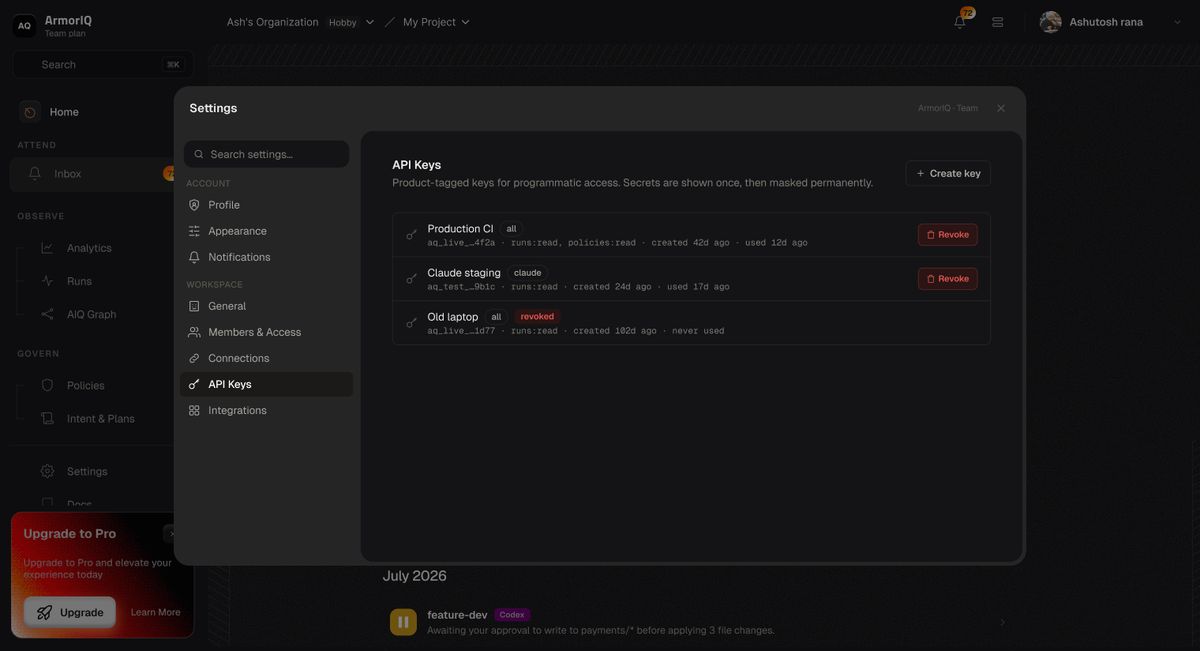 AQ
ArmorIQ
Team plan
Ash's Organization Hobby
My Project
72
Ashutosh rana
Search ⌘K
Home
ATTEND
Inbox
OBSERVE
Analytics
Runs
AIQ Graph
GOVERN
Policies
Intent & Plans
Settings
Docs
Upgrade to Pro
Upgrade to Pro and elevate your
experience today
Upgrade
Learn More
Settings
ArmorIQ · Team
Search settings...
ACCOUNT
Profile
Appearance
Notifications
WORKSPACE
General
Members & Access
Connections
API Keys
Integrations
API Keys
Product-tagged keys for programmatic access. Secrets are shown once, then masked permanently.
+ Create key
Production CI all
aq_live_…4f2a · runs:read, policies:read · created 42d ago · used 12d ago
Revoke
Claude staging claude
aq_test_…9b1c · runs:read · created 24d ago · used 17d ago
Revoke
Old laptop all revoked
aq_live_…1d77 · runs:read · created 102d ago · never used
July 2026
feature-dev Codex
Awaiting your approval to write to payments/* before applying 3 file changes.